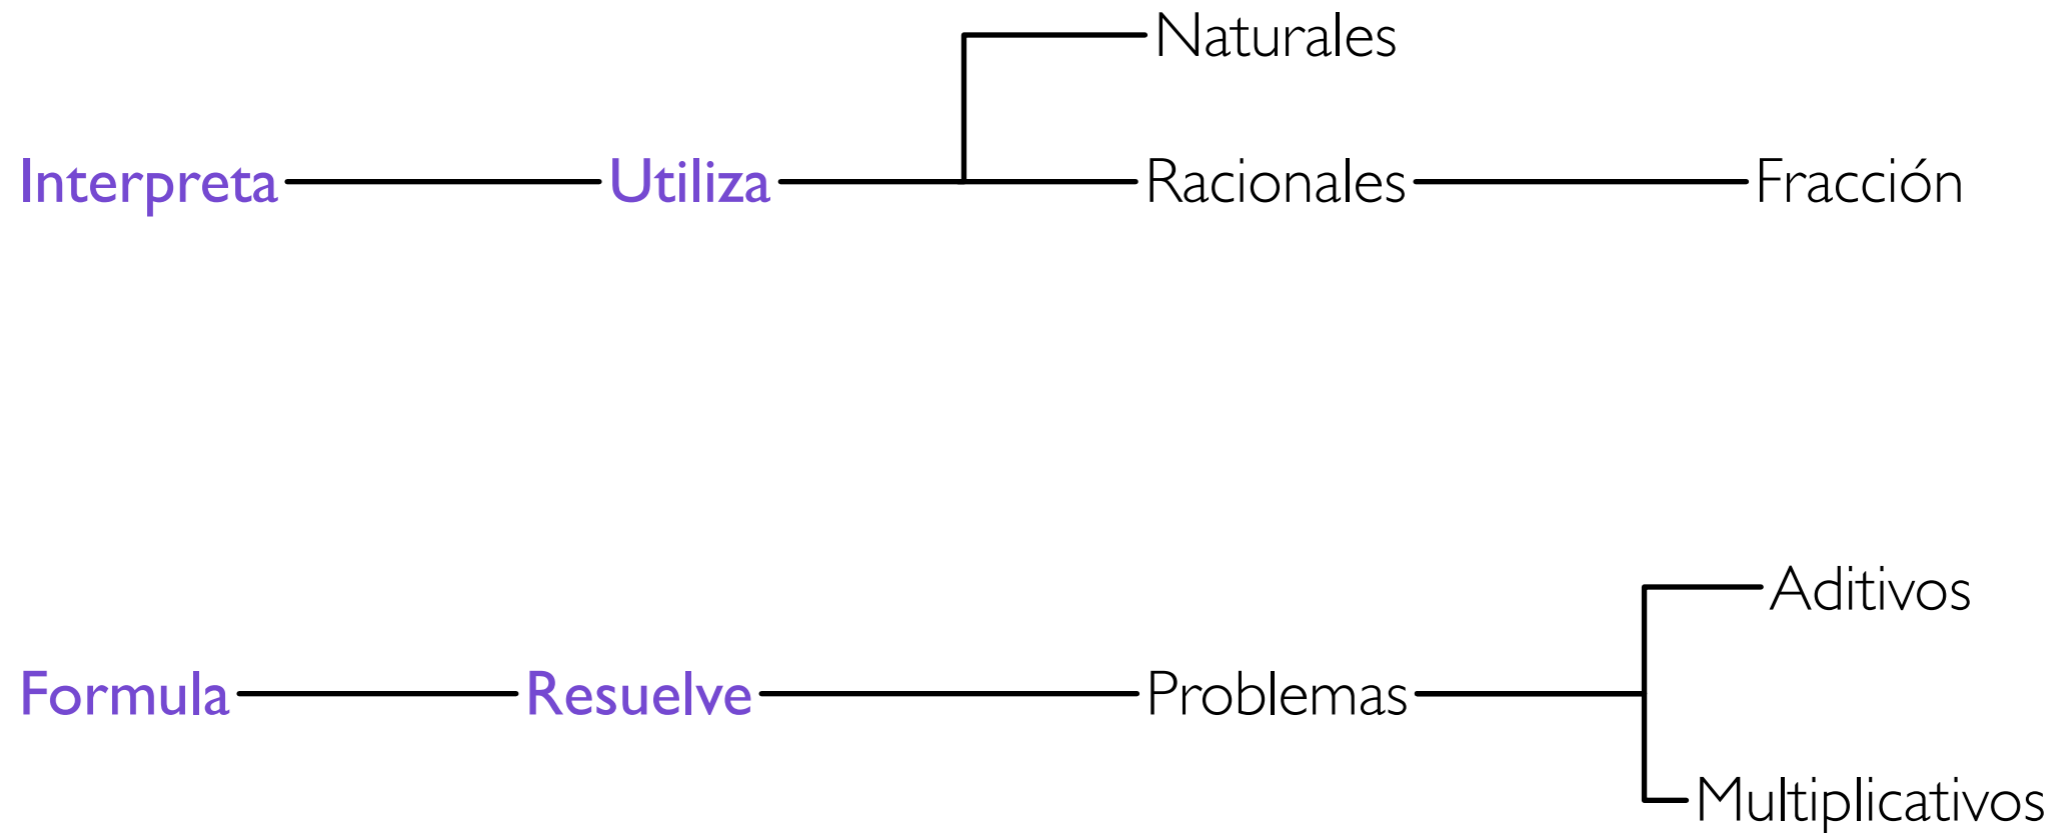 Naturales
Interpreta Utiliza Racionales Fracción
Aditivos
Formula Resuelve Problemas
Multiplicativos